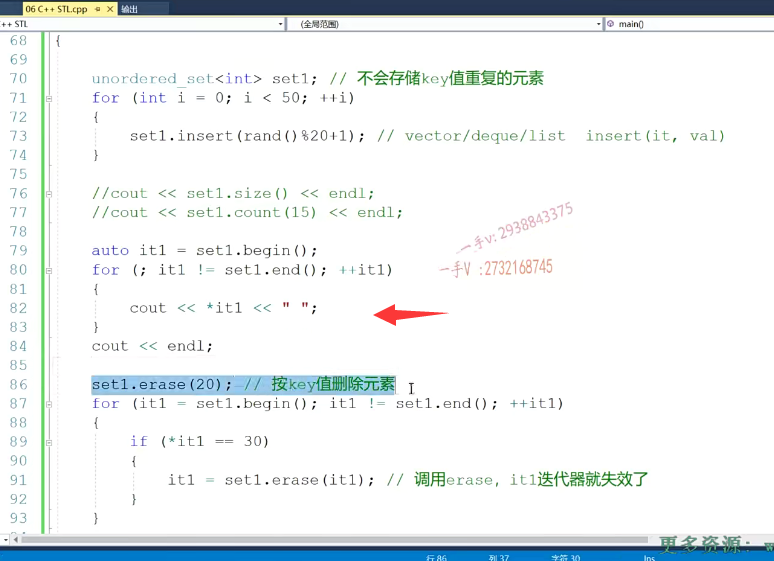 06 C++ STL.cpp 输出
++ STL (全局范围) main()
68 {
69
70 unordered_set<int> set1; // 不会存储key值重复的元素
71 for (int i = 0; i < 50; ++i)
72 {
73 set1.insert(rand()%20+1); // vector/deque/list insert(it, val)
74 }
75
76 //cout << set1.size() << endl;
77 //cout << set1.count(15) << endl;
78
79 auto it1 = set1.begin();
80 for (; it1 != set1.end(); ++it1)
81 {
82 cout << *it1 << " ";
83 }
84 cout << endl;
85
86 set1.erase(20); // 按key值删除元素
87 for (it1 = set1.begin(); it1 != set1.end(); ++it1)
88 {
89 if (*it1 == 30)
90 {
91 it1 = set1.erase(it1); // 调用erase，it1迭代器就失效了
92 }
93 }
一手v:2938843375
一手V :2732168745
更多资源：
行 86 列 37 字符 30 Ins